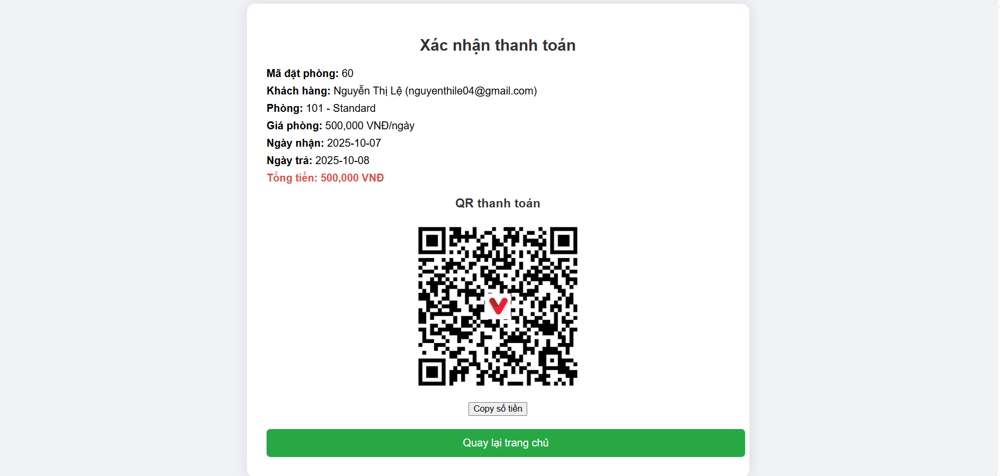 Xác nhận thanh toán
Mã đặt phòng: 60
Khách hàng: Nguyễn Thị Lệ (nguyenthile04@gmail.com)
Phòng: 101 - Standard
Giá phòng: 500,000 VNĐ/ngày
Ngày nhận: 2025-10-07
Ngày trả: 2025-10-08
Tổng tiền: 500,000 VNĐ
QR thanh toán
Copy số tiền
Quay lại trang chủ